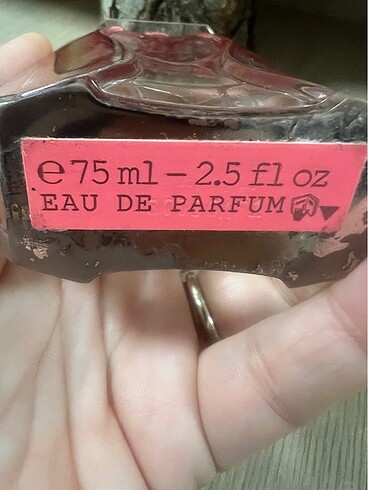 ℮75 ml – 2.5 fl oz
EAU DE PARFUM